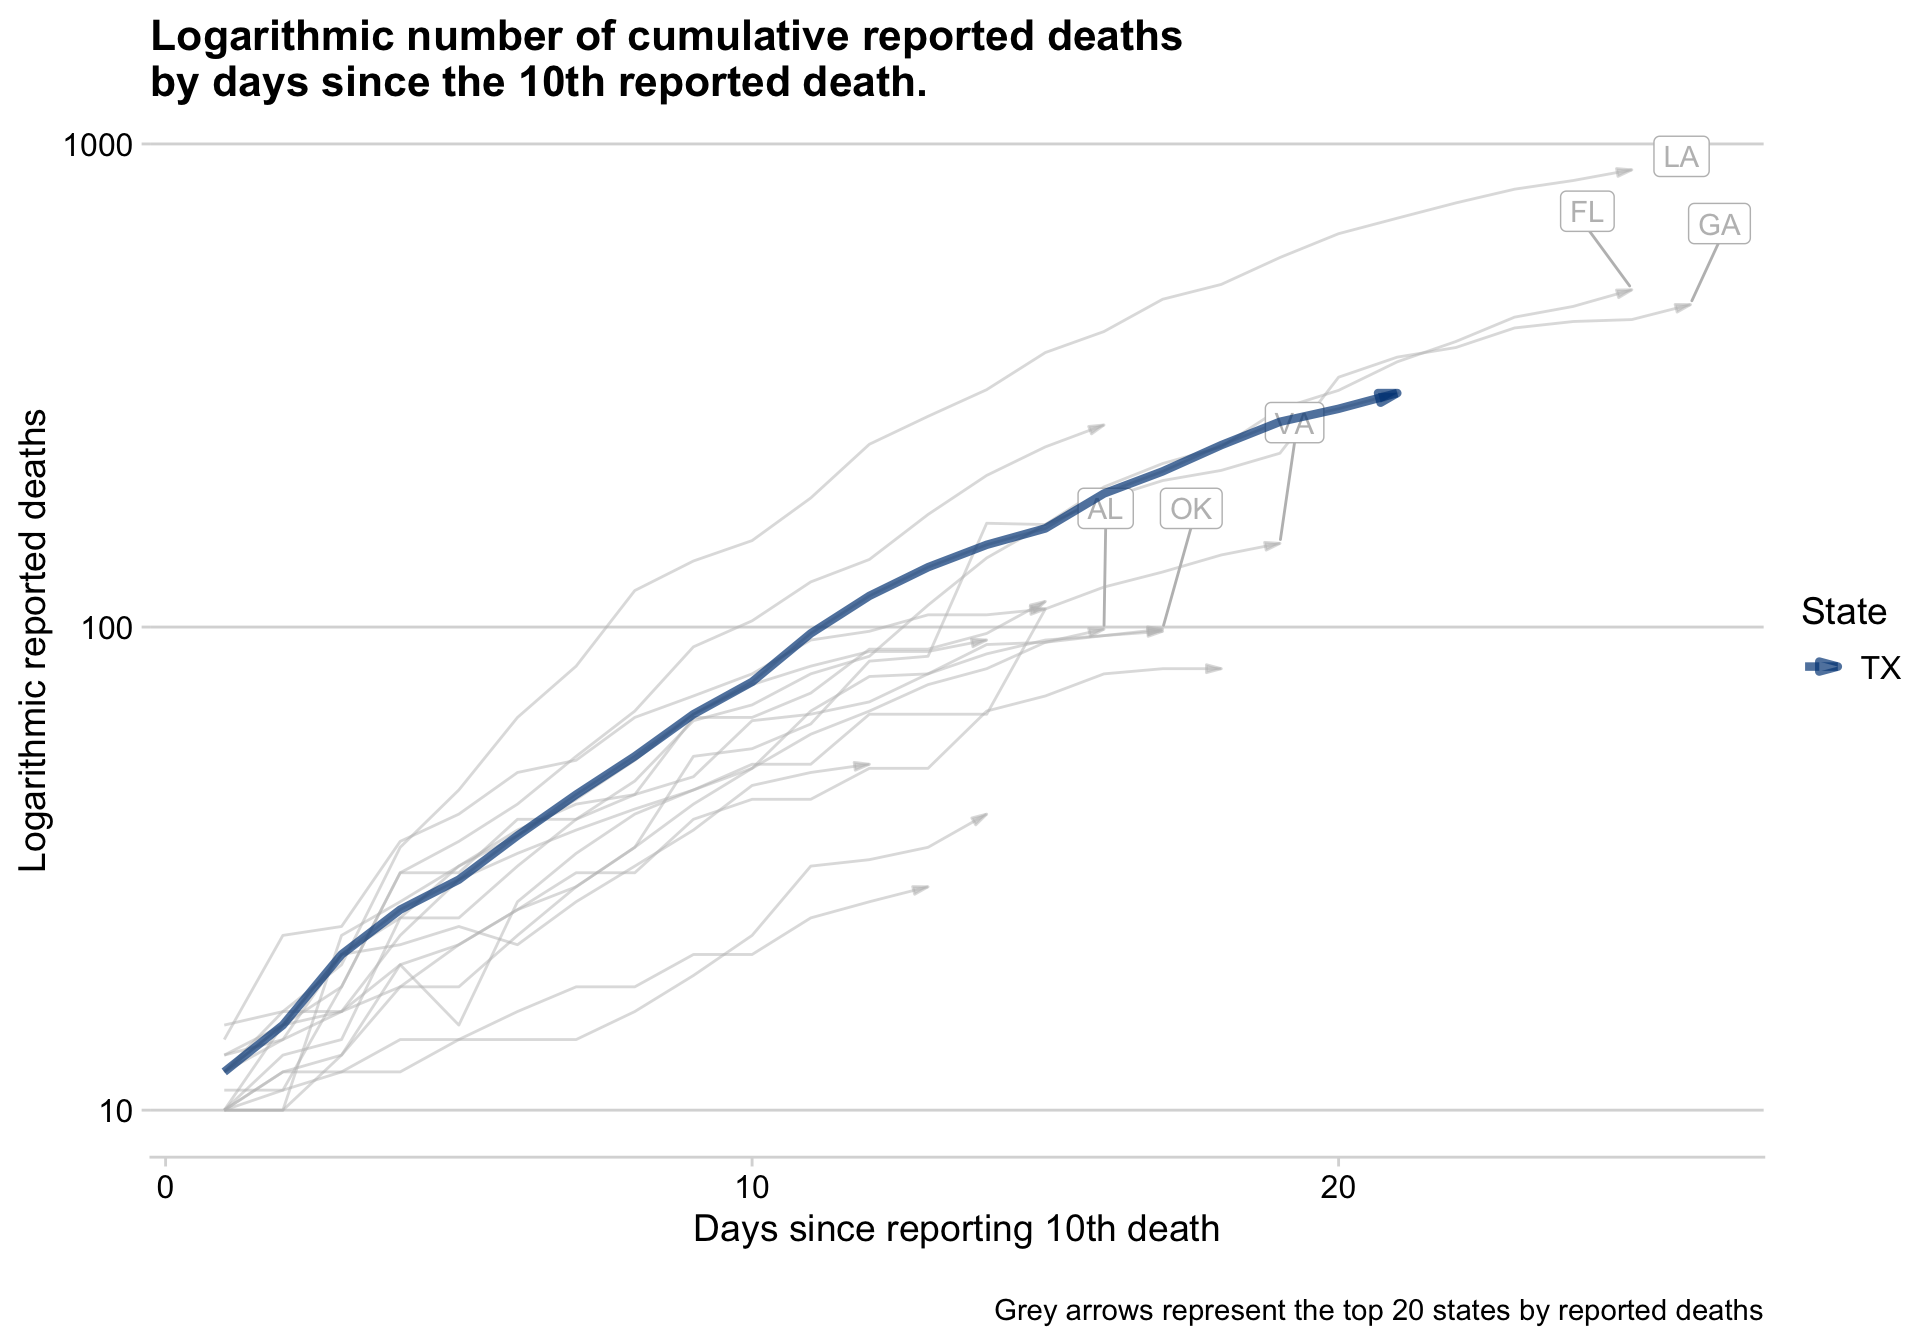 Logarithmic number of cumulative reported deaths
by days since the 10th reported death.
1000
LA
FL
GA
VA
AL
OK
100
10
Logarithmic reported deaths
State
TX
0
10
20
Days since reporting 10th death
Grey arrows represent the top 20 states by reported deaths